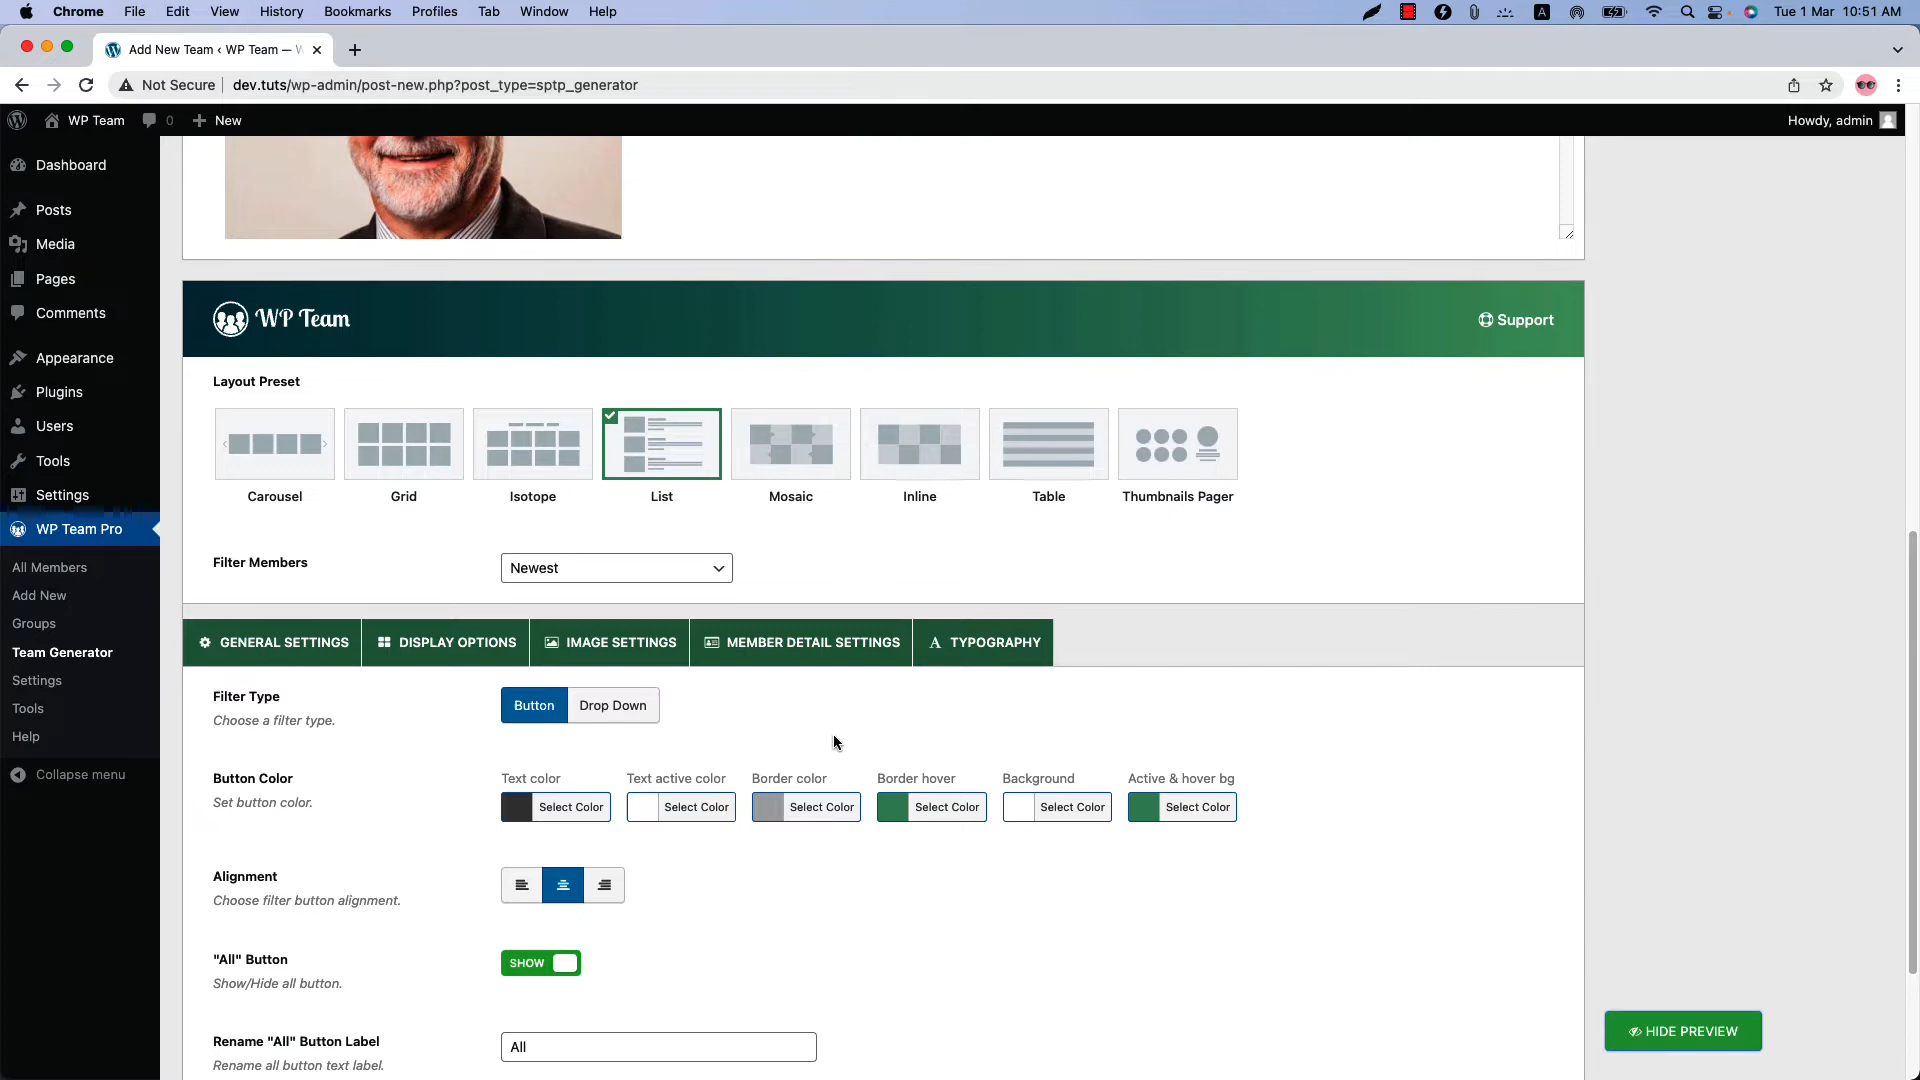 Chrome File Edit View History Bookmarks Profiles Tab Window Help A Tue 1 Mar 10:51 AM
Add New Team ‹ WP Team — W
Not Secure dev.tuts/wp-admin/post-new.php?post_type=sptp_generator
WP Team 0 New Howdy, admin
Dashboard
Posts
Media
Pages
Comments
Appearance
Plugins
Users
Tools
Settings
WP Team Pro
All Members
Add New
Groups
Team Generator
Settings
Tools
Help
Collapse menu
WP Team Support
Layout Preset
Carousel Grid Isotope List Mosaic Inline Table Thumbnails Pager
Filter Members Newest
GENERAL SETTINGS DISPLAY OPTIONS IMAGE SETTINGS MEMBER DETAIL SETTINGS A TYPOGRAPHY
Filter Type Button Drop Down
Choose a filter type.
Button Color Text color Text active color Border color Border hover Background Active & hover bg
Set button color. Select Color Select Color Select Color Select Color Select Color Select Color
Alignment
Choose filter button alignment.
"All" Button SHOW
Show/Hide all button.
Rename "All" Button Label All
Rename all button text label.
HIDE PREVIEW